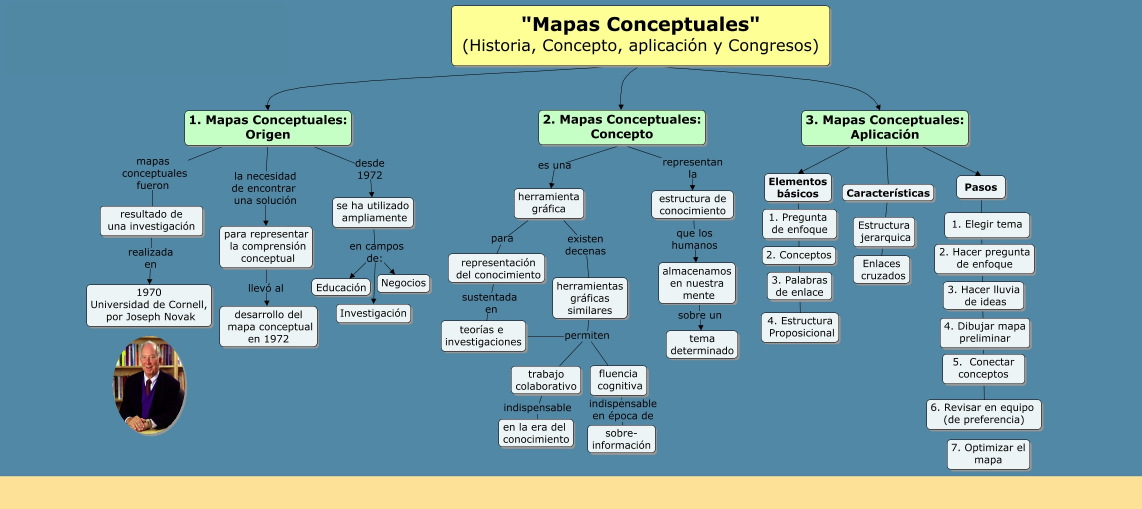 "Mapas Conceptuales"
(Historia, Concepto, aplicación y Congresos)
1. Mapas Conceptuales:
Origen
mapas
conceptuales
fueron
resultado de
una investigación
realizada
en
1970
Universidad de Cornell,
por Joseph Novak
la necesidad
de encontrar
una solución
para representar
la comprensión
conceptual
llevó al
desarrollo del
mapa conceptual
en 1972
desde
1972
se ha utilizado
ampliamente
en campos
de:
Educación
Negocios
Investigación
2. Mapas Conceptuales:
Concepto
es una
herramienta
gráfica
para
representación
del conocimiento
sustentada
en
teorías e
investigaciones
existen
decenas
herramientas
gráficas
similares
permiten
trabajo
colaborativo
indispensable
en la era del
conocimiento
fluencia
cognitiva
indispensable
en época de
sobre-
información
representan
la
estructura de
conocimiento
que los
humanos
almacenamos
en nuestra
mente
sobre un
tema
determinado
3. Mapas Conceptuales:
Aplicación
Elementos
básicos
1. Pregunta
de enfoque
2. Conceptos
3. Palabras
de enlace
4. Estructura
Proposicional
Características
Estructura
jerarquica
Enlaces
cruzados
Pasos
1. Elegir tema
2. Hacer pregunta
de enfoque
3. Hacer lluvia
de ideas
4. Dibujar mapa
preliminar
5. Conectar
conceptos
6. Revisar en equipo
(de preferencia)
7. Optimizar el
mapa